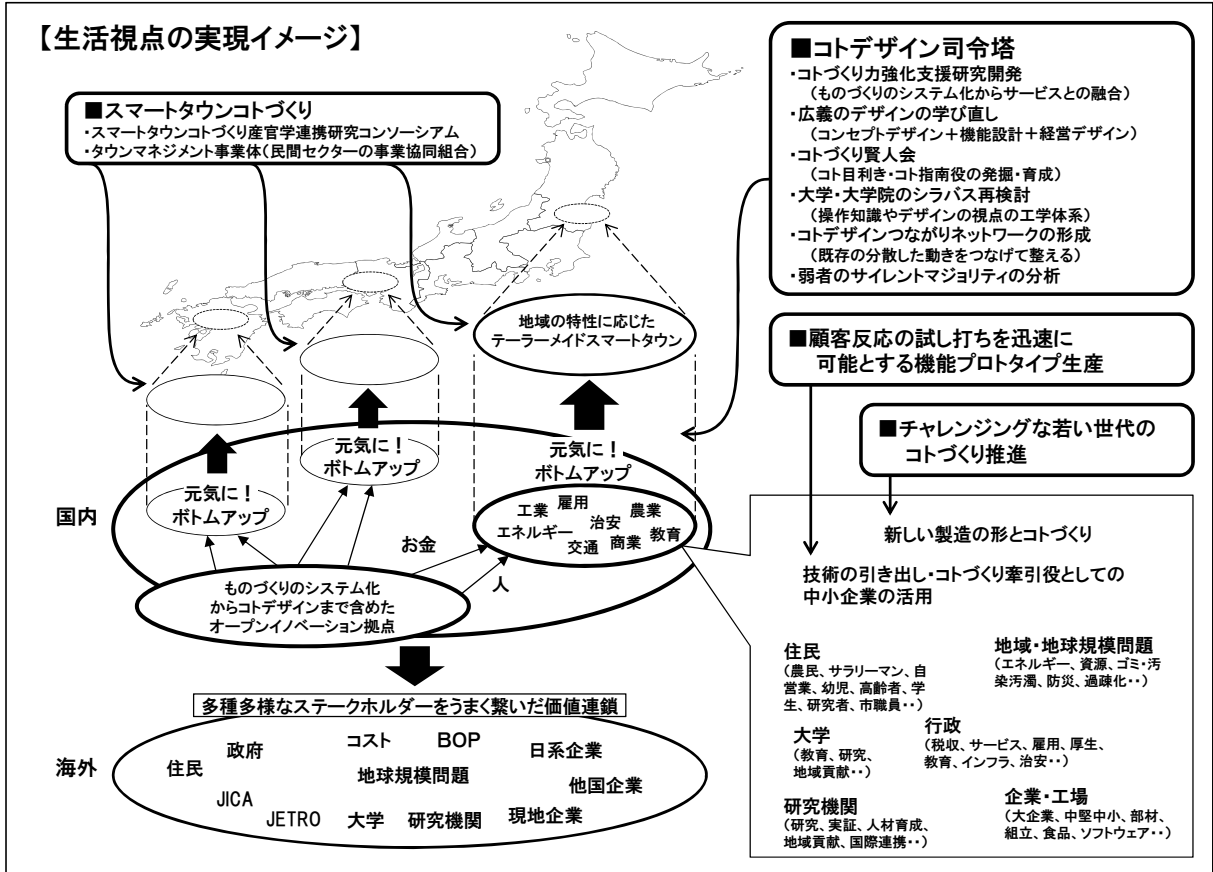 【生活視点の実現イメージ】
■スマートタウンコトづくり
・スマートタウンコトづくり産官学連携研究コンソーシアム
・タウンマネジメント事業体(民間セクターの事業協同組合)
■コトデザイン司令塔
・コトづくり力強化支援研究開発
(ものづくりのシステム化からサービスとの融合)
・広義のデザインの学び直し
(コンセプトデザイン+機能設計+経営デザイン)
・コトづくり賢人会
(コト目利き・コト指南役の発掘・育成)
・大学・大学院のシラバス再検討
(操作知識やデザインの視点の工学体系)
・コトデザインつながりネットワークの形成
(既存の分散した動きをつなげて整える)
・弱者のサイレントマジョリティの分析
■顧客反応の試し打ちを迅速に
可能とする機能プロトタイプ生産
■チャレンジングな若い世代の
コトづくり推進
地域の特性に応じた
テーラーメイドスマートタウン
元気に!
ボトムアップ
元気に!
ボトムアップ
元気に!
ボトムアップ
国内
工業
雇用
農業
エネルギー
治安
教育
交通
商業
お金
人
ものづくりのシステム化
からコトデザインまで含めた
オープンイノベーション拠点
多種多様なステークホルダーをうまく繋いだ価値連鎖
海外
政府
コスト
BOP
日系企業
住民
地球規模問題
他国企業
JICA
JETRO
大学
研究機関
現地企業
新しい製造の形とコトづくり
技術の引き出し・コトづくり牽引役としての
中小企業の活用
住民
(農民、サラリーマン、自
営業、幼児、高齢者、学
生、研究者、市職員・・)
地域・地球規模問題
(エネルギー、資源、ゴミ・汚
染汚濁、防災、過疎化・・)
大学
(教育、研究、
地域貢献・・)
行政
(税収、サービス、雇用、厚生、
教育、インフラ、治安・・)
研究機関
(研究、実証、人材育成、
地域貢献、国際連携・・)
企業・工場
(大企業、中堅中小、部材、
組立、食品、ソフトウェア・・)